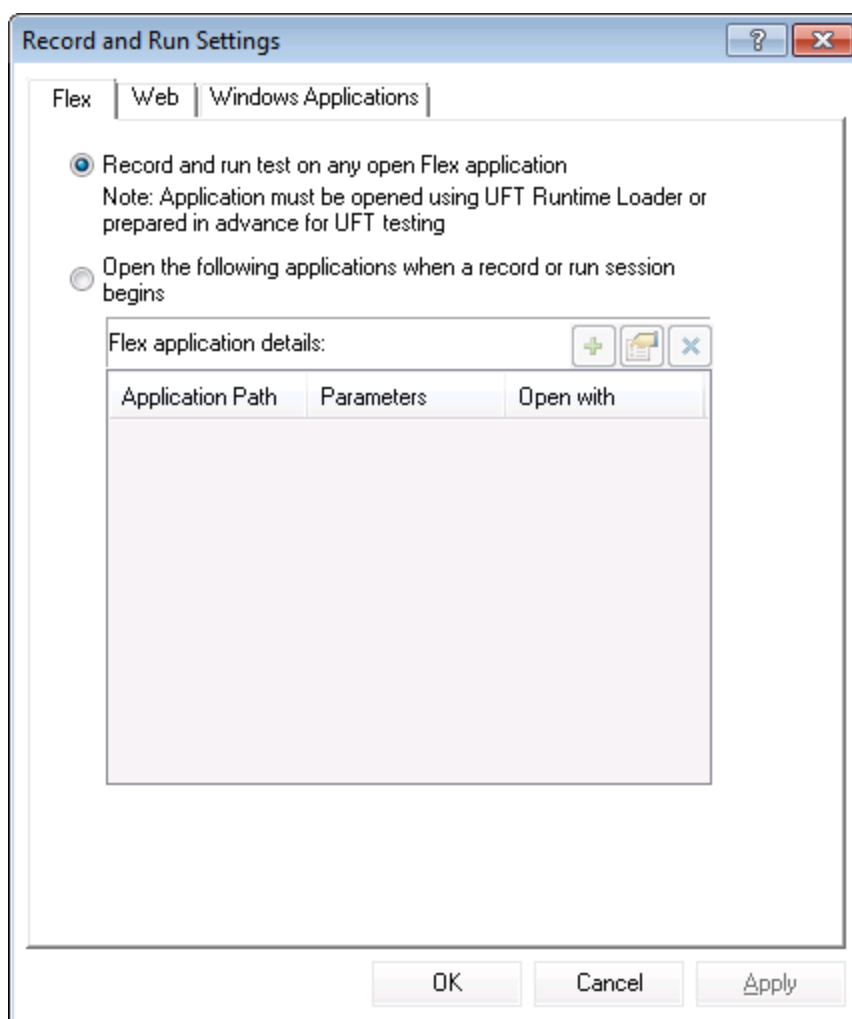 Record and Run Settings
Flex Web Windows Applications
Record and run test on any open Flex application
Note: Application must be opened using UFT Runtime Loader or
prepared in advance for UFT testing
Open the following applications when a record or run session
begins
Flex application details:
Application Path Parameters Open with
OK Cancel Apply